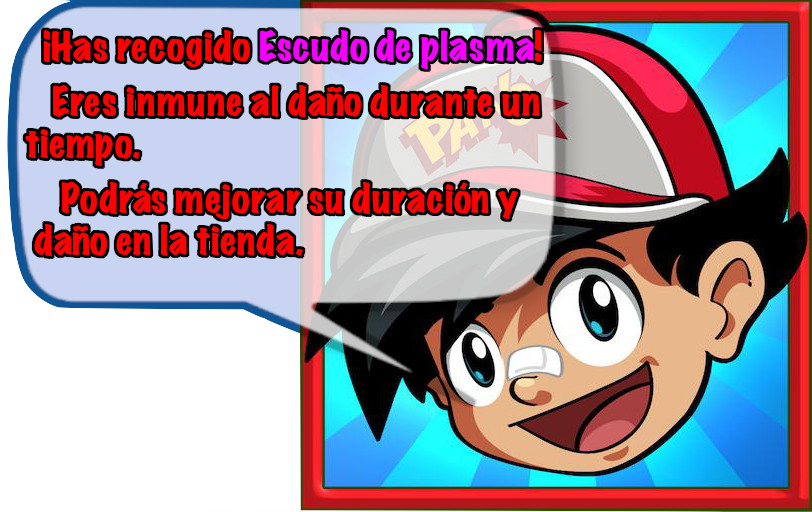 ¡Has recogido Escudo de plasma!
Eres inmune al daño durante un
tiempo.
Podrás mejorar su duración y
daño en la tienda.